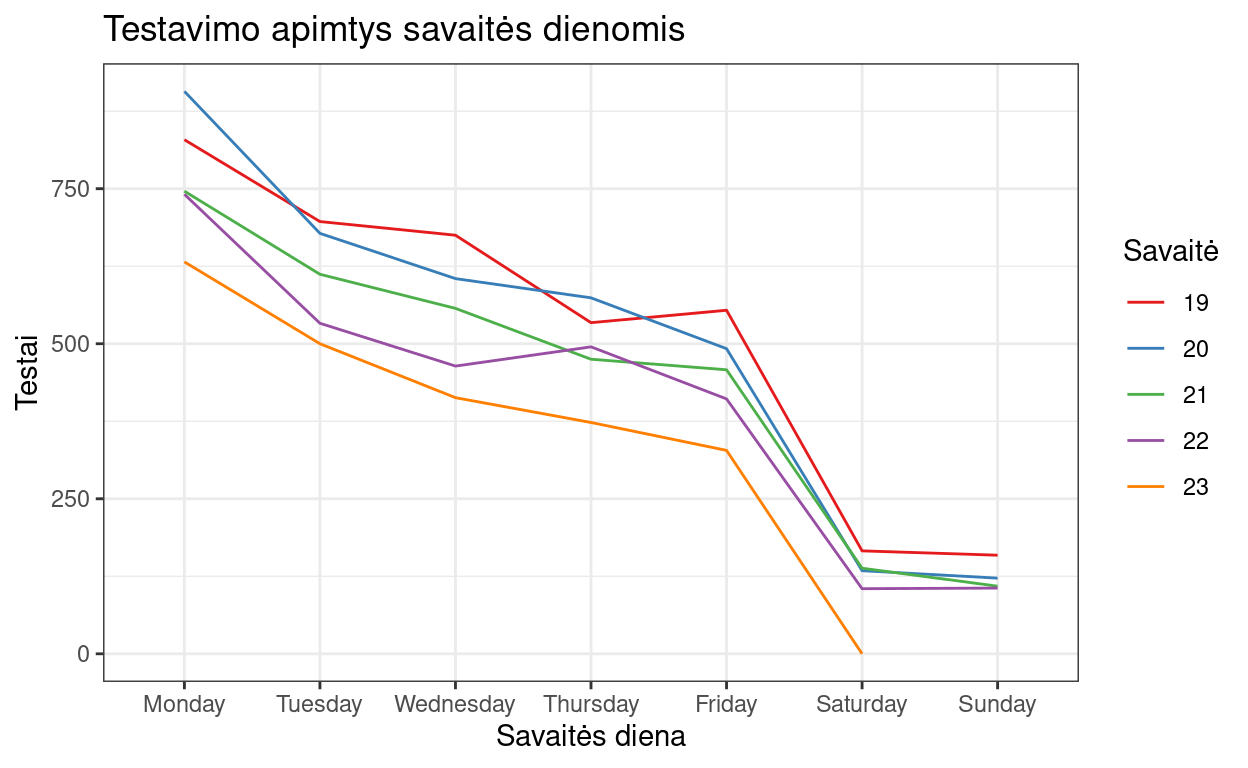 Testavimo apimtys savaitės dienomis
Testai
750
500
250
0
Monday Tuesday Wednesday Thursday Friday Saturday Sunday
Savaitės diena
Savaitė
19
20
21
22
23